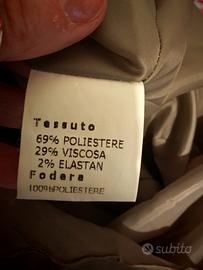 Tessuto
69% POLIESTERE
29% VISCOSA
2% ELASTAN
Fodera
100%POLIESTERE
subito